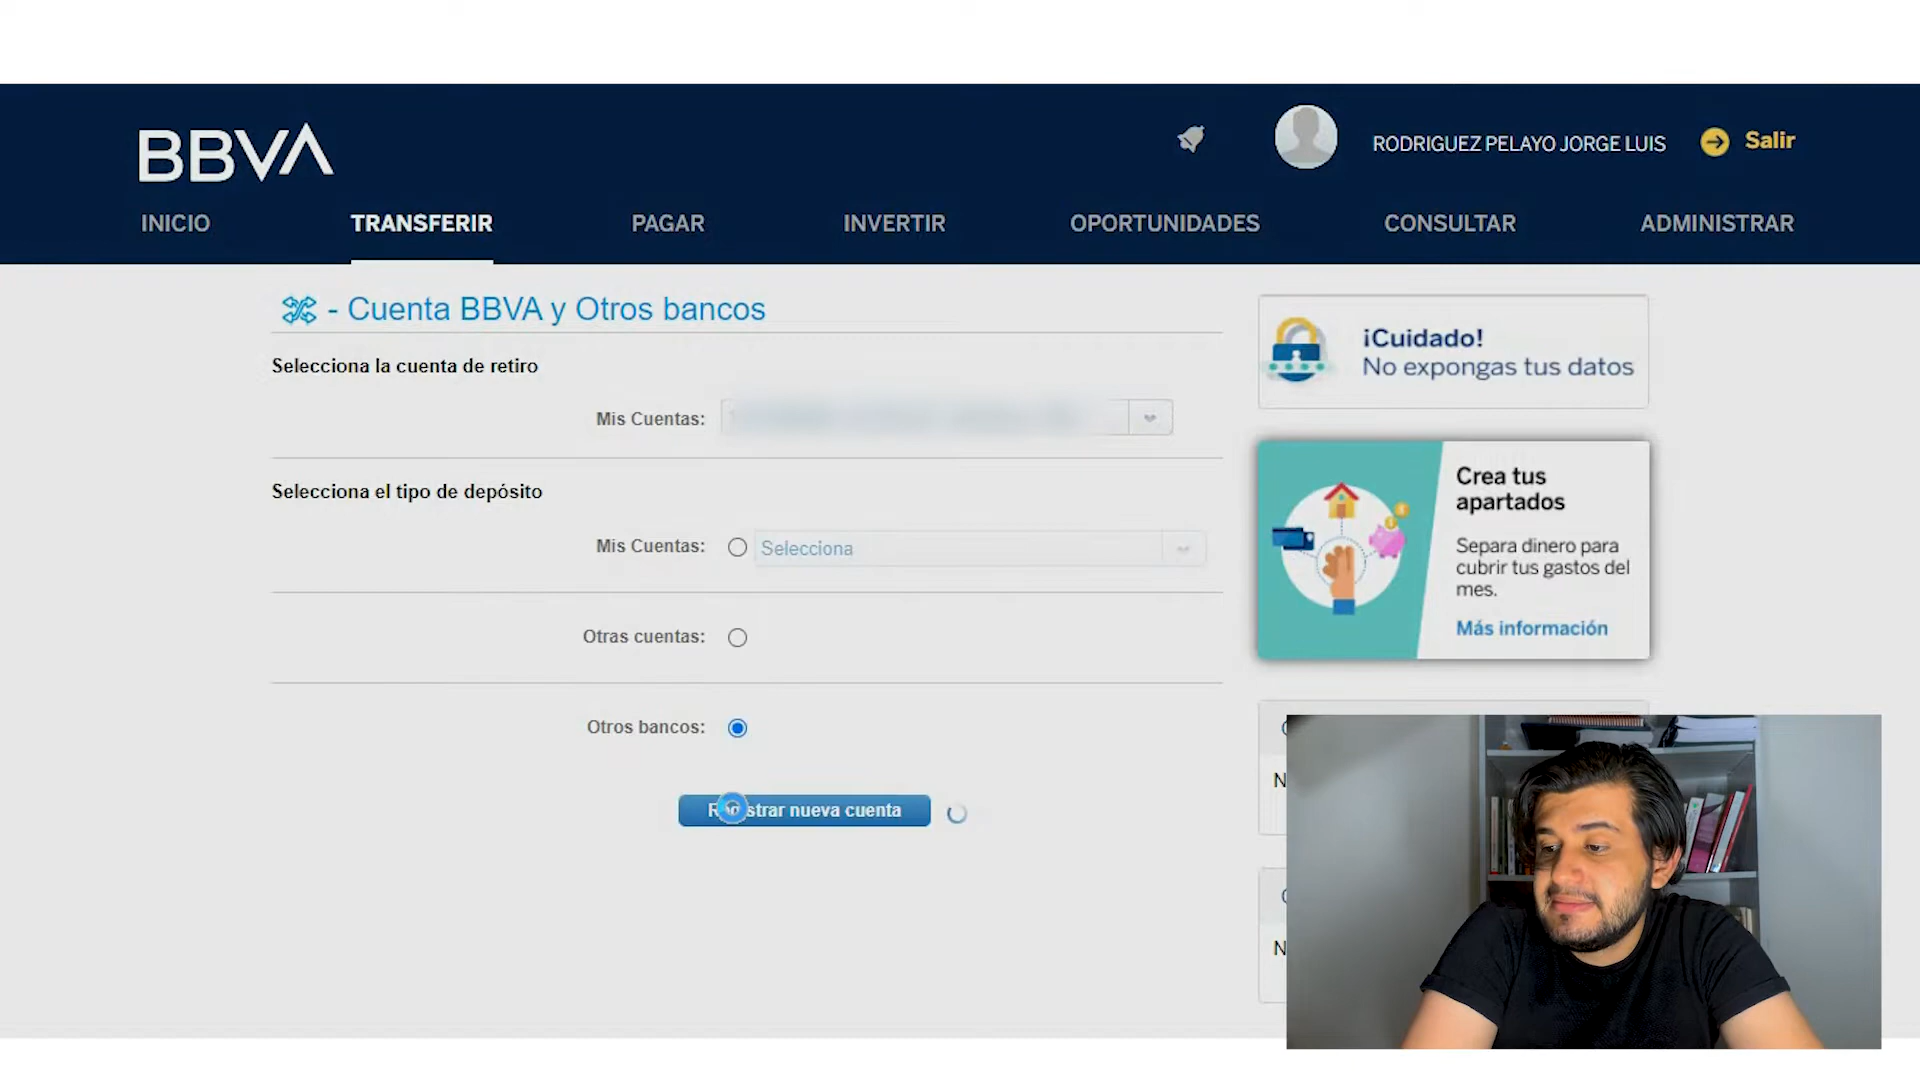 BBVA
RODRIGUEZ PELAYO JORGE LUIS
Salir
INICIO
TRANSFERIR
PAGAR
INVERTIR
OPORTUNIDADES
CONSULTAR
ADMINISTRAR
- Cuenta BBVA y Otros bancos
Selecciona la cuenta de retiro
Mis Cuentas:
Selecciona el tipo de depósito
Mis Cuentas:
Selecciona
Otras cuentas:
Otros bancos:
nueva cuenta
¡Cuidado!
No expongas tus datos
Crea tus
apartados
Separa dinero para
cubrir tus gastos del
mes.
Más información